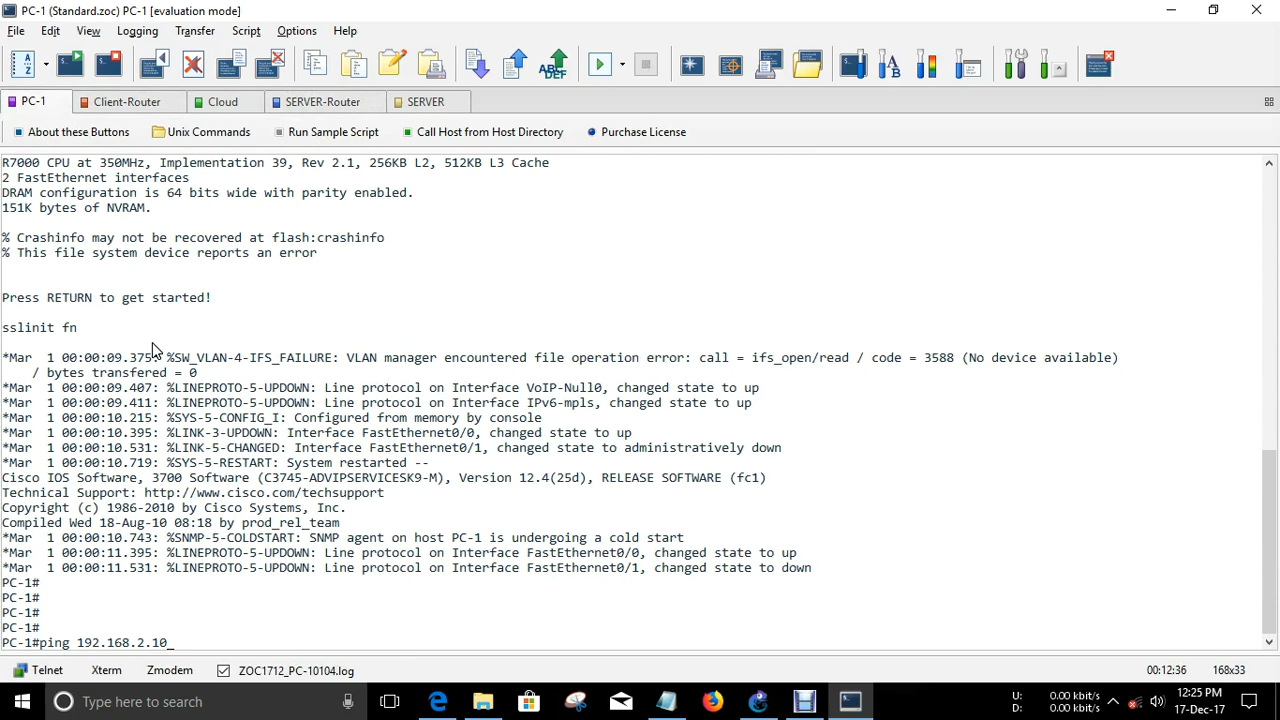 PC-1 (Standard.zoc) PC-1 [evaluation mode]
File Edit View Logging Transfer Script Options Help
PC-1 Client-Router Cloud SERVER-Router SERVER
About these Buttons Unix Commands Run Sample Script Call Host from Host Directory Purchase License
R7000 CPU at 350MHz, Implementation 39, Rev 2.1, 256KB L2, 512KB L3 Cache
2 FastEthernet interfaces
DRAM configuration is 64 bits wide with parity enabled.
151K bytes of NVRAM.
% Crashinfo may not be recovered at flash:crashinfo
% This file system device reports an error
Press RETURN to get started!
sslinit fn
*Mar  1 00:00:09.375: %SW_VLAN-4-IFS_FAILURE: VLAN manager encountered file operation error: call = ifs_open/read / code = 3588 (No device available)
/ bytes transfered = 0
*Mar  1 00:00:09.407: %LINEPROTO-5-UPDOWN: Line protocol on Interface VoIP-Null0, changed state to up
*Mar  1 00:00:09.411: %LINEPROTO-5-UPDOWN: Line protocol on Interface IPv6-mpls, changed state to up
*Mar  1 00:00:10.215: %SYS-5-CONFIG_I: Configured from memory by console
*Mar  1 00:00:10.395: %LINK-3-UPDOWN: Interface FastEthernet0/0, changed state to up
*Mar  1 00:00:10.531: %LINK-5-CHANGED: Interface FastEthernet0/1, changed state to administratively down
*Mar  1 00:00:10.719: %SYS-5-RESTART: System restarted --
Cisco IOS Software, 3700 Software (C3745-ADVIPSERVICESK9-M), Version 12.4(25d), RELEASE SOFTWARE (fc1)
Technical Support: http://www.cisco.com/techsupport
Copyright (c) 1986-2010 by Cisco Systems, Inc.
Compiled Wed 18-Aug-10 08:18 by prod_rel_team
*Mar  1 00:00:10.743: %SNMP-5-COLDSTART: SNMP agent on host PC-1 is undergoing a cold start
*Mar  1 00:00:11.395: %LINEPROTO-5-UPDOWN: Line protocol on Interface FastEthernet0/0, changed state to up
*Mar  1 00:00:11.531: %LINEPROTO-5-UPDOWN: Line protocol on Interface FastEthernet0/1, changed state to down
PC-1#
PC-1#
PC-1#
PC-1#
PC-1#ping 192.168.2.10_
Telnet Xterm Zmodem ZOC1712_PC-10104.log 00:12:36 168x33
Type here to search
U: 0.00 kbit/s
D: 0.00 kbit/s
12:25 PM
17-Dec-17